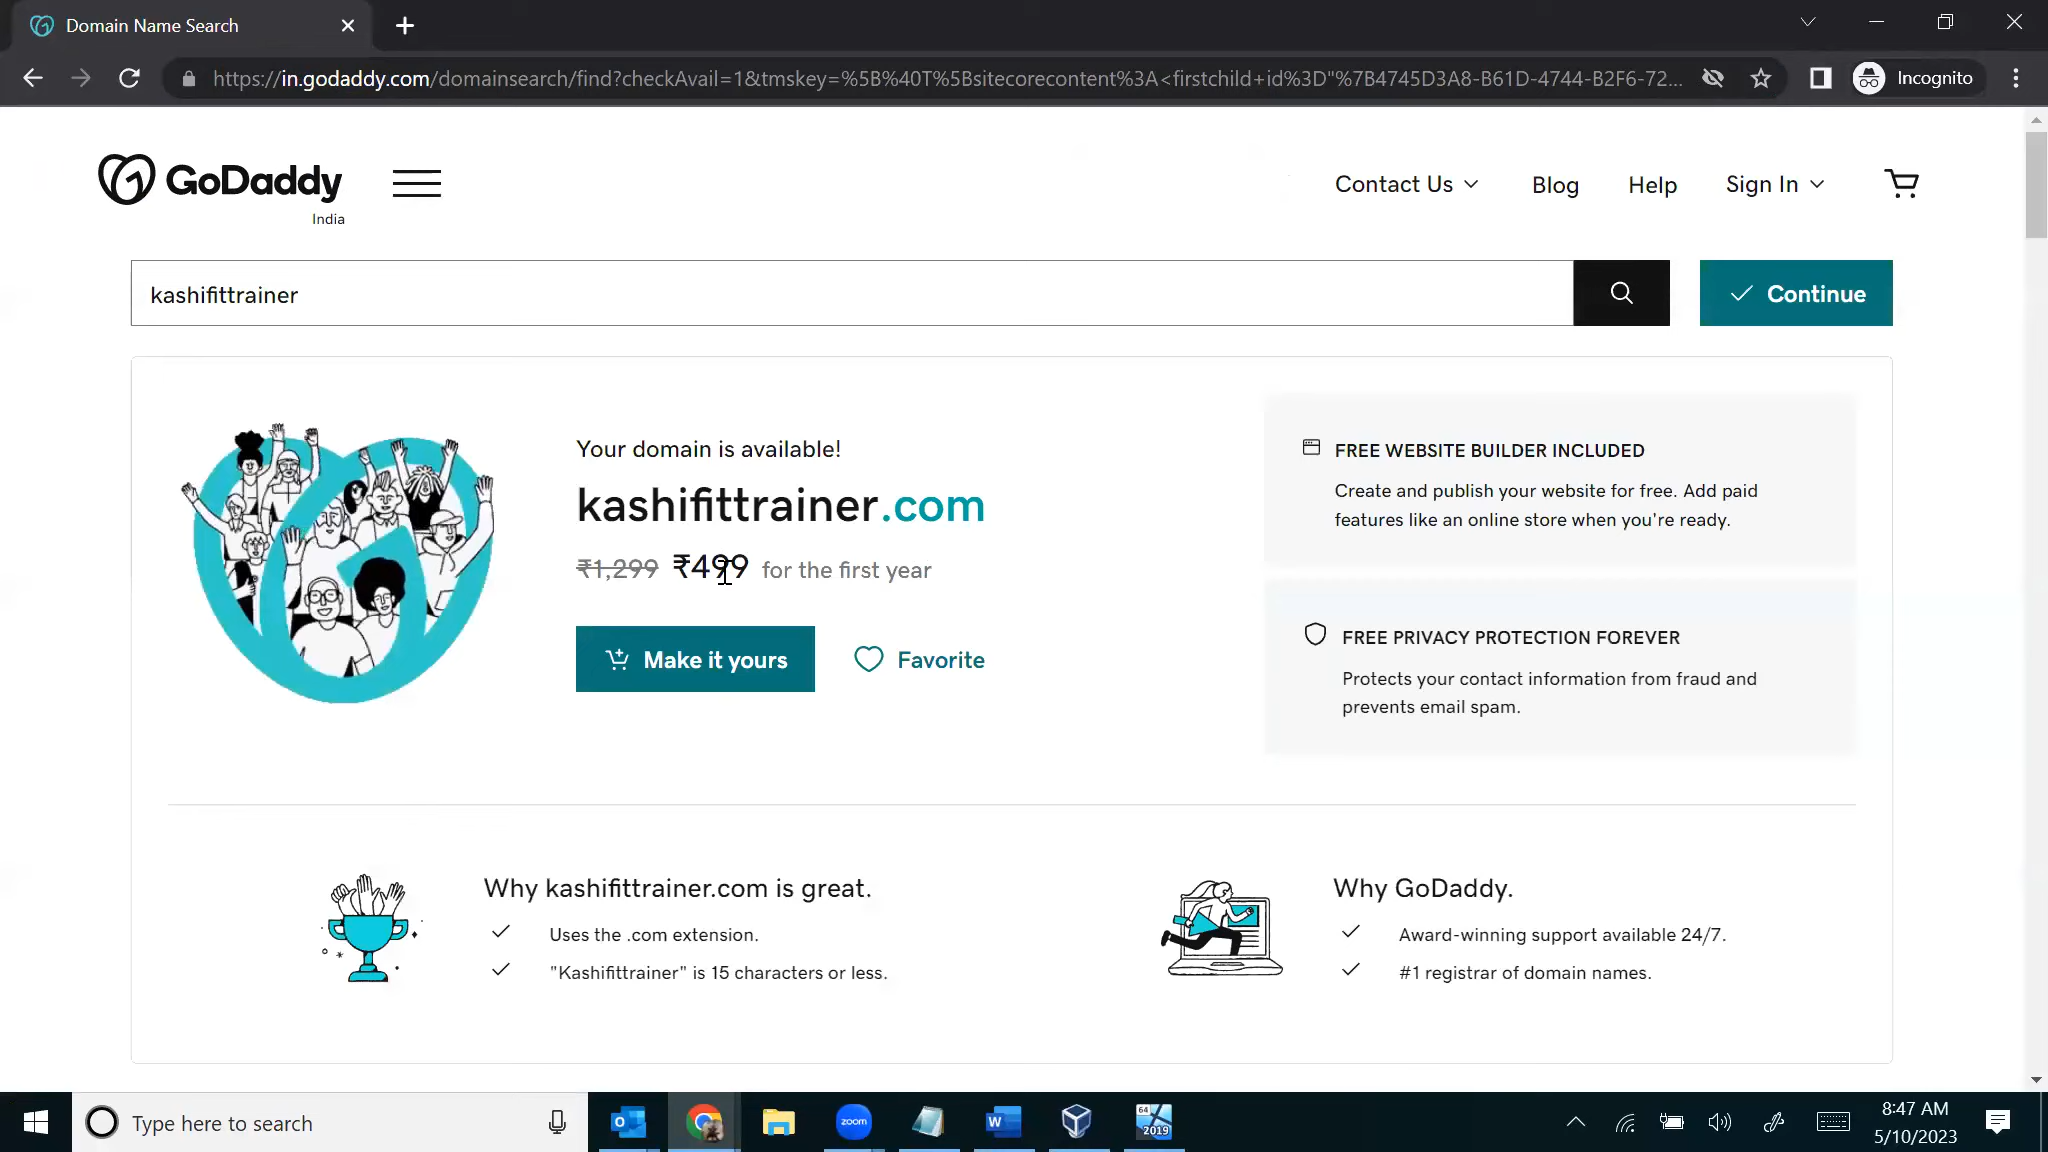 Domain Name Search
https://in.godaddy.com/domainsearch/find?checkAvail=1&tmskey=%5B%40T%5Bsitecorecontent%3A<firstchild+id%3D"%7B4745D3A8-B61D-4744-B2F6-72...
Incognito
GoDaddy
India
Contact Us
Blog
Help
Sign In
kashifittrainer
Continue
Your domain is available!
kashifittrainer.com
₹1,299 ₹499 for the first year
Make it yours
Favorite
FREE WEBSITE BUILDER INCLUDED
Create and publish your website for free. Add paid
features like an online store when you're ready.
FREE PRIVACY PROTECTION FOREVER
Protects your contact information from fraud and
prevents email spam.
Why kashifittrainer.com is great.
Uses the .com extension.
"Kashifittrainer" is 15 characters or less.
Why GoDaddy.
Award-winning support available 24/7.
#1 registrar of domain names.
Type here to search
zoom
64
2019
8:47 AM
5/10/2023